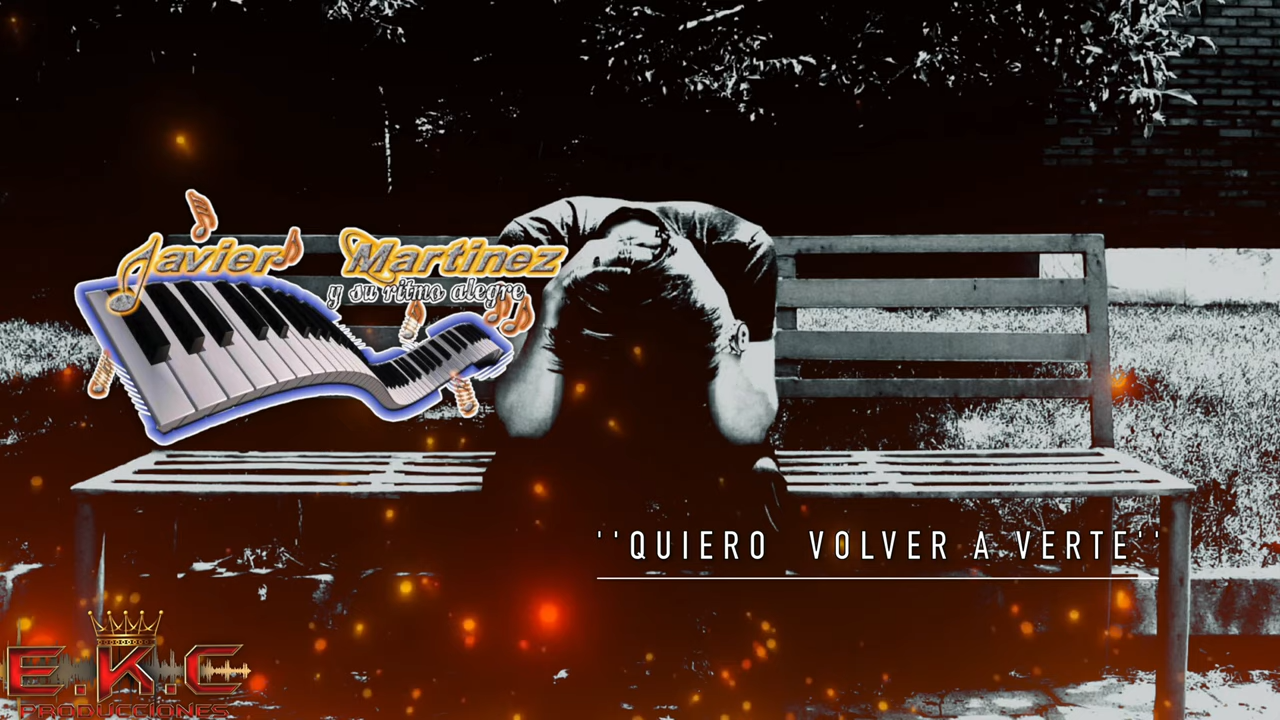 Javier Martinez
y su ritmo alegre
''QUIERO VOLVER A VERTE''
E.K.C
PRODUCCIONES